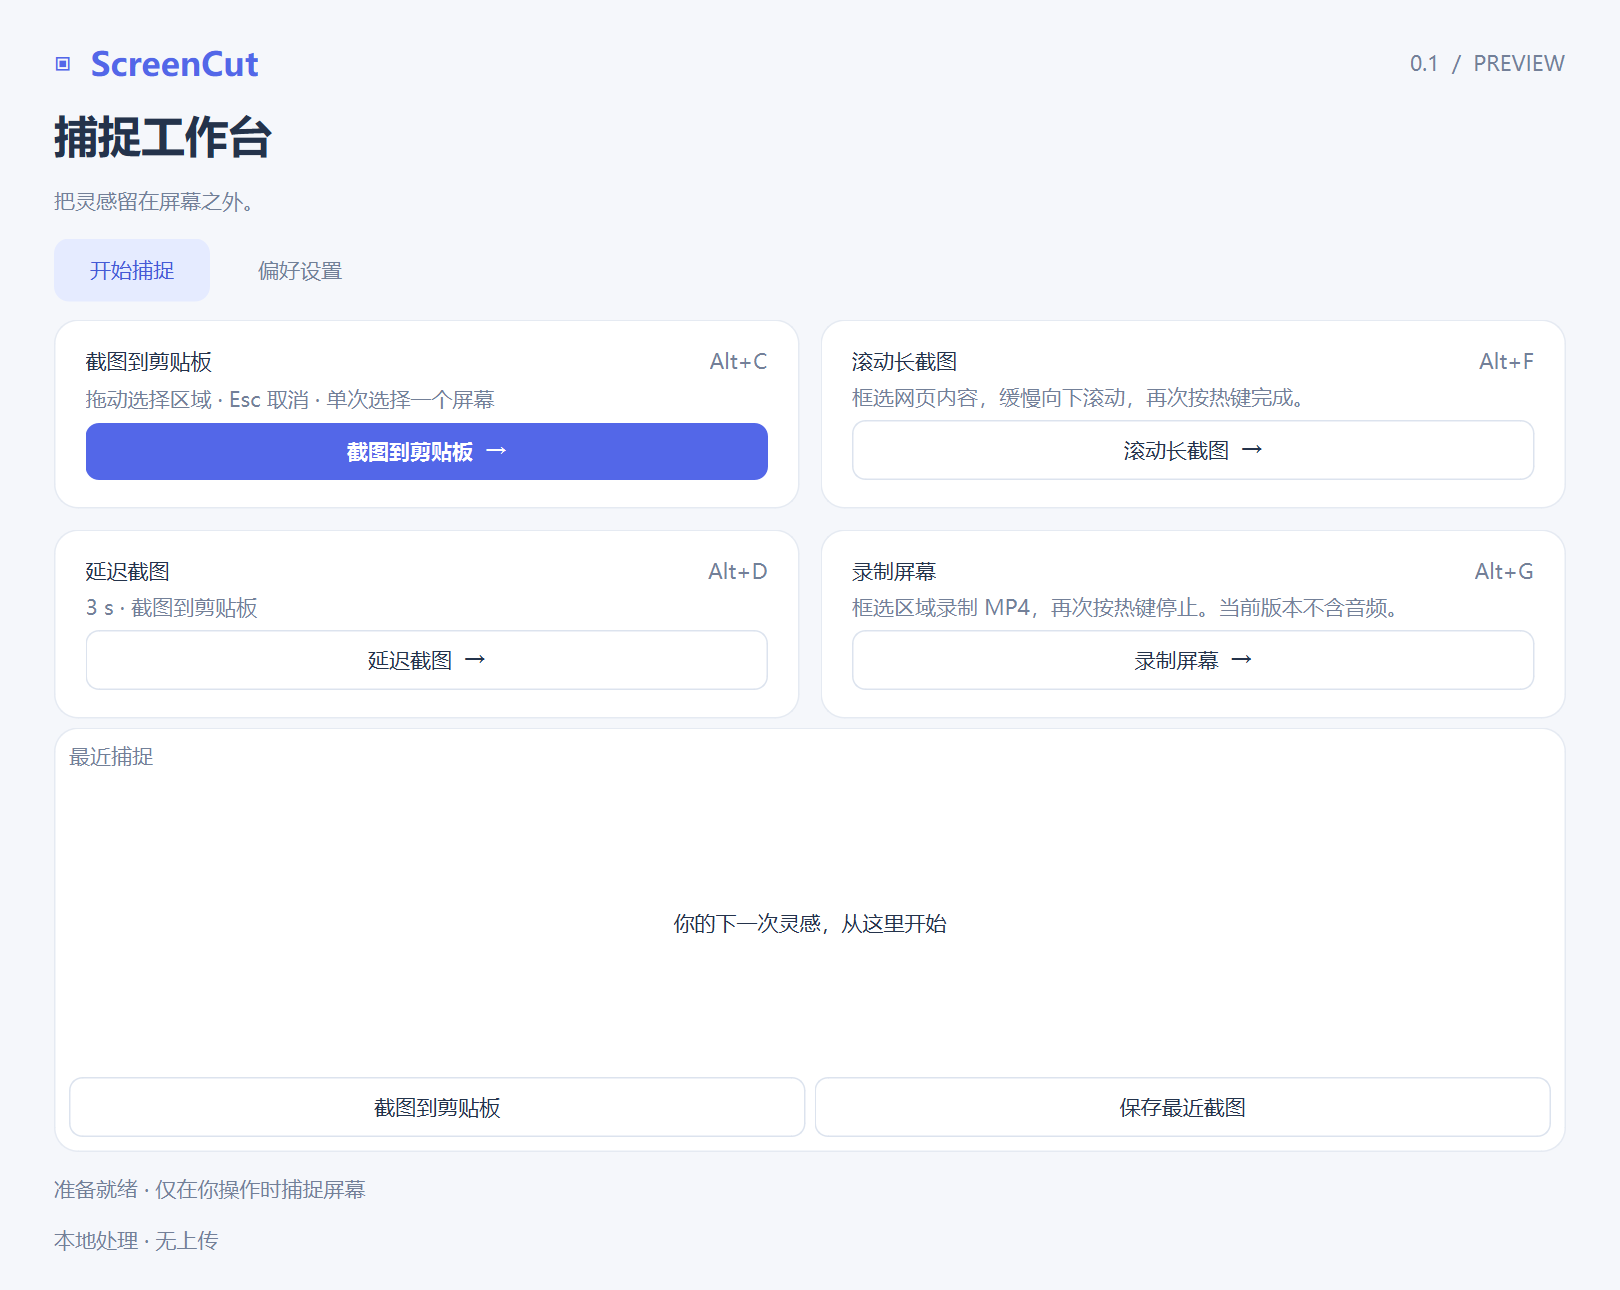 ScreenCut
0.1 / PREVIEW
捕捉工作台
把灵感留在屏幕之外。
开始捕捉
偏好设置
截图到剪贴板
Alt+C
拖动选择区域 · Esc 取消 · 单次选择一个屏幕
截图到剪贴板 →
滚动长截图
Alt+F
框选网页内容，缓慢向下滚动，再次按热键完成。
滚动长截图 →
延迟截图
Alt+D
3 s · 截图到剪贴板
延迟截图 →
录制屏幕
Alt+G
框选区域录制 MP4，再次按热键停止。当前版本不含音频。
录制屏幕 →
最近捕捉
你的下一次灵感，从这里开始
截图到剪贴板
保存最近截图
准备就绪 · 仅在你操作时捕捉屏幕
本地处理 · 无上传